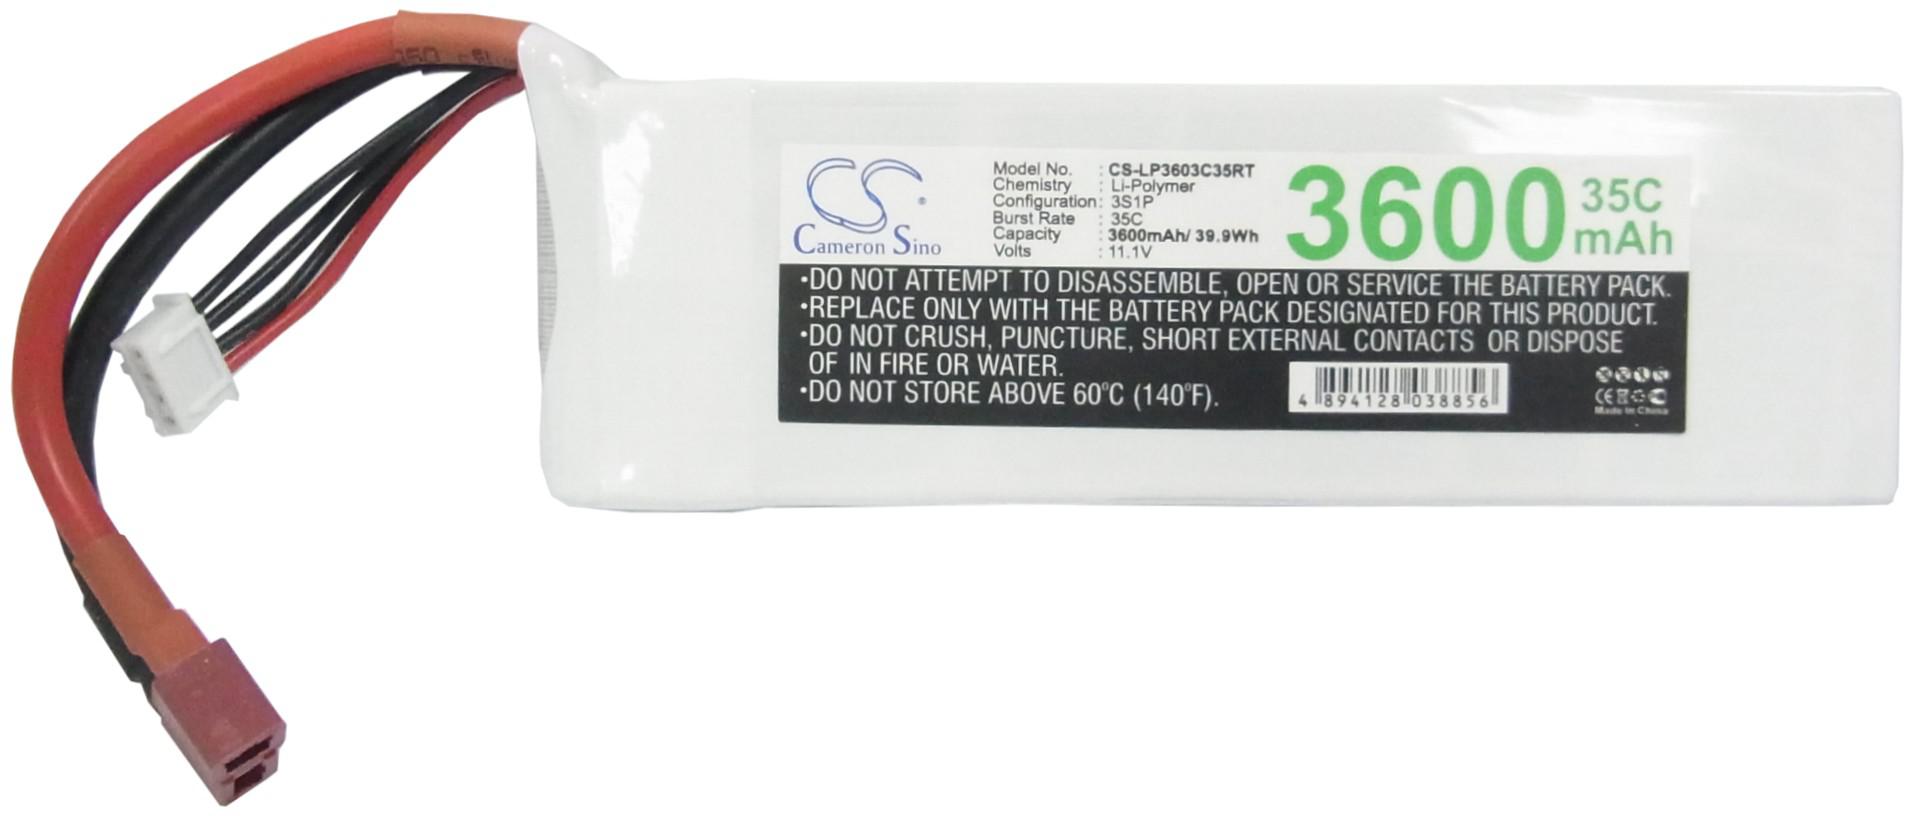 CS®
Cameron Sino
Model No. : CS-LP3603C35RT
Chemistry : Li-Polymer
Configuration: 3S1P
Burst Rate : 35C
Capacity : 3600mAh/ 39.9Wh
Volts : 11.1V
3600 35C
mAh
•DO NOT ATTEMPT TO DISASSEMBLE, OPEN OR SERVICE THE BATTERY PACK.
•REPLACE ONLY WITH THE BATTERY PACK DESIGNATED FOR THIS PRODUCT.
•DO NOT CRUSH, PUNCTURE, SHORT EXTERNAL CONTACTS OR DISPOSE
OF IN FIRE OR WATER.
•DO NOT STORE ABOVE 60°C (140°F).
4 894128 038856
CE
Made in China